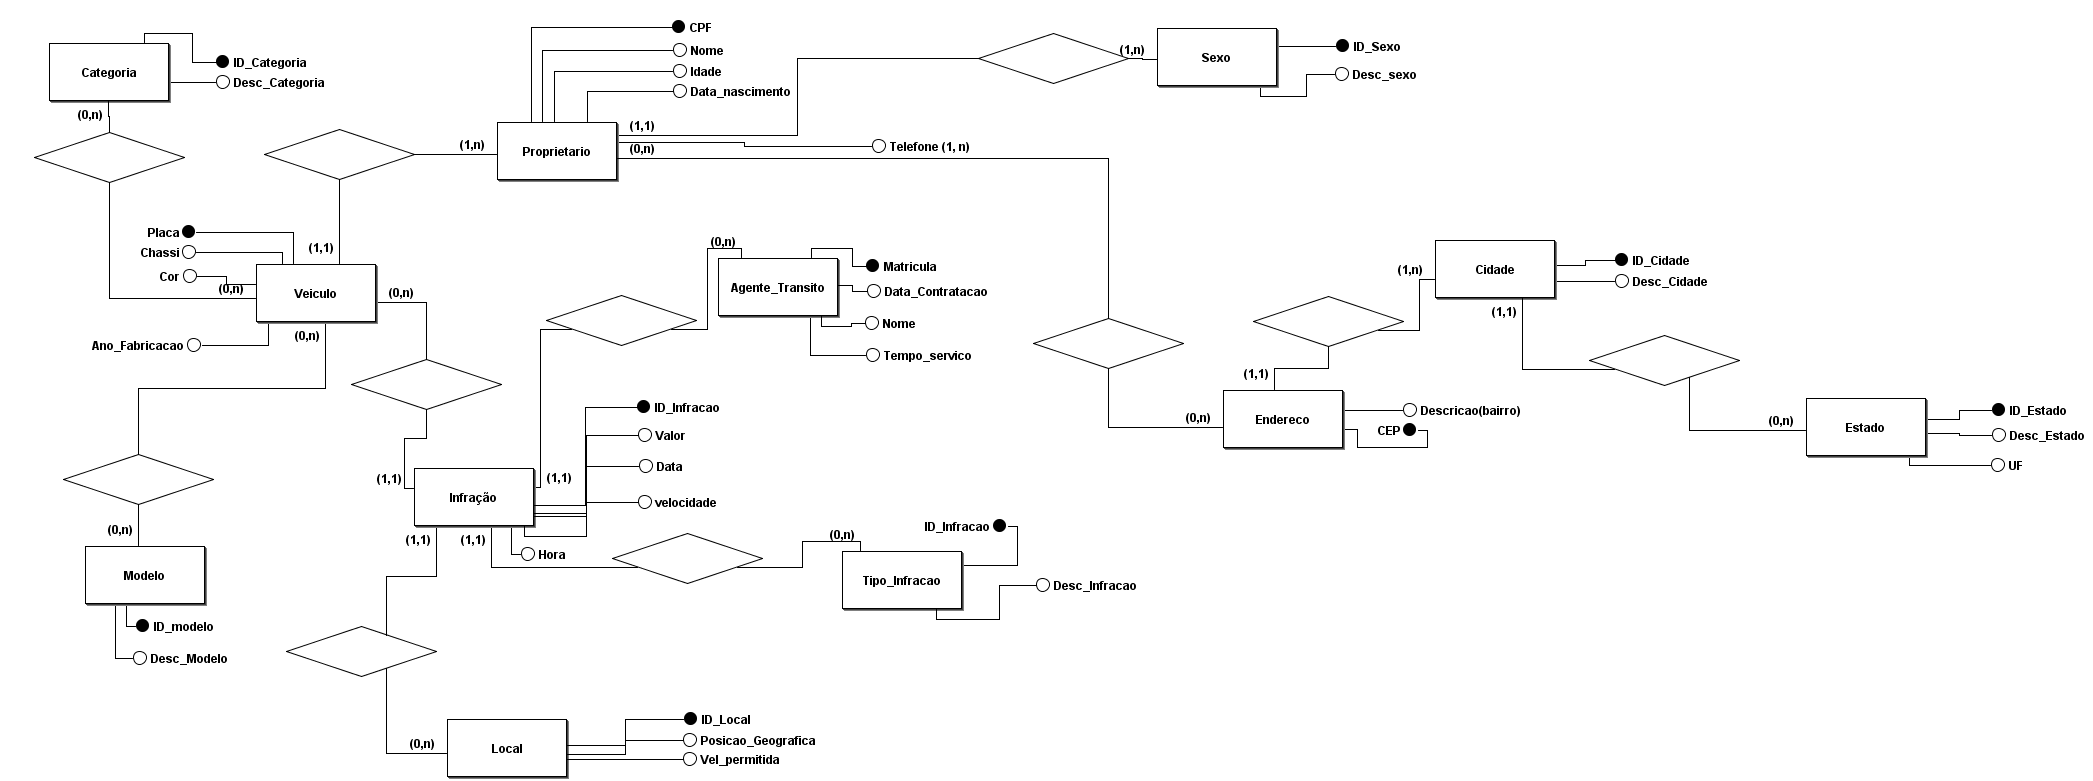 CPF
Nome
Idade
Data_nascimento
Categoria
ID_Categoria
Desc_Categoria
(0,n)
(1,n)
Sexo
ID_Sexo
Desc_sexo
(1,n)
Proprietario
(1,1)
(0,n)
Telefone (1, n)
Placa
Chassi
Cor
(0,n)
(1,1)
Veiculo
(0,n)
(0,n)
Ano_Fabricacao
(0,n)
Agente_Transito
Matricula
Data_Contratacao
Nome
Tempo_servico
(1,n)
Cidade
ID_Cidade
Desc_Cidade
(1,1)
(1,1)
(0,n)
Endereco
Descricao(bairro)
CEP
(0,n)
Estado
ID_Estado
Desc_Estado
UF
ID_Infracao
Valor
Data
velocidade
(1,1)
Infração
(1,1)
(1,1)
(1,1)
Hora
(0,n)
Modelo
ID_modelo
Desc_Modelo
ID_Infracao
(0,n)
Tipo_Infracao
Desc_Infracao
(0,n)
Local
ID_Local
Posicao_Geografica
Vel_permitida